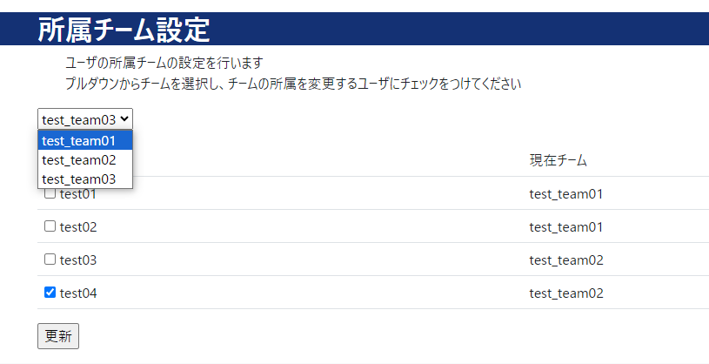 所属チーム設定
ユーザの所属チームの設定を行います
プルダウンからチームを選択し、チームの所属を変更するユーザにチェックをつけてください
test_team03
test_team01
test_team02
test_team03
現在チーム
test01 test_team01
test02 test_team01
test03 test_team02
test04 test_team02
更新